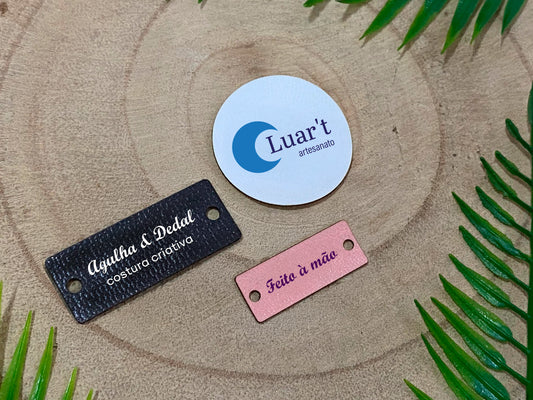 Luar't
artesanato
Agulha & Dedal
costura criativa
Feito à mão